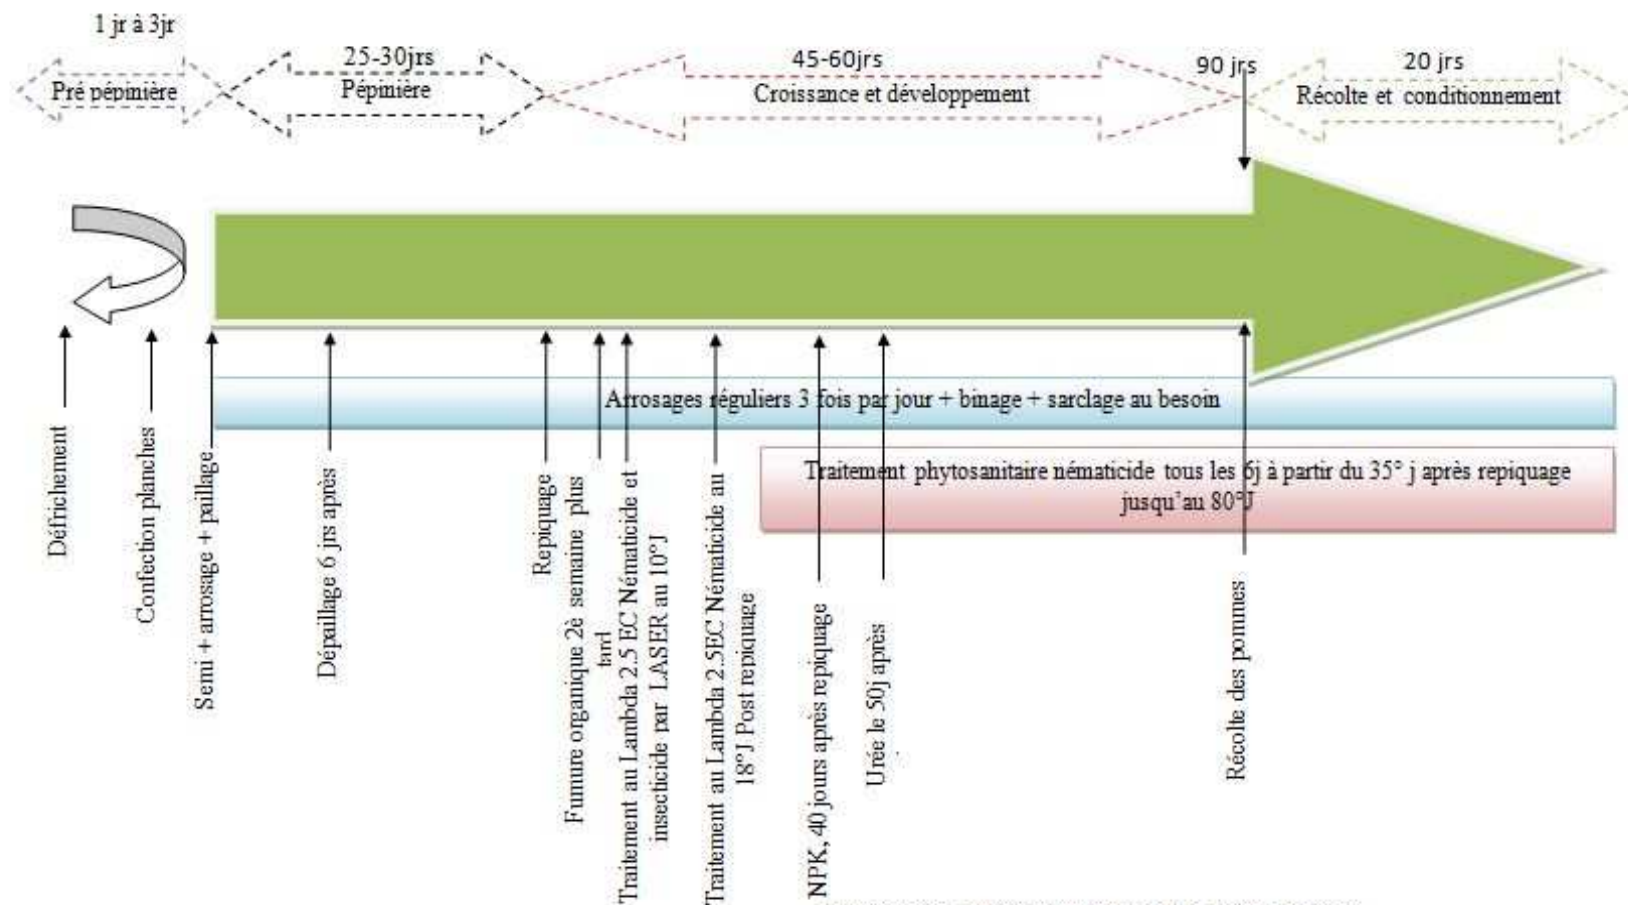 1 jr à 3jr
Pré pépinière
25-30jrs
Pépinière
45-60jrs
Croissance et développement
90 jrs
20 jrs
Récolte et conditionnement
Arrosages réguliers 3 fois par jour + binage + sarclage au besoin
Traitement phytosanitaire nématicide tous les 6j à partir du 35° j après repiquage
jusqu'au 80°J
Défrichement
Confection planches
Semi + arrosage + paillage
Dépaillage 6 jrs après
Repiquage
Fumure organique 2è semaine plus
tard
Traitement au Lambda 2.5 EC Nématicide et
insecticide par LASER au 10°J
Traitement au Lambda 2.5EC Nématicide au
18°J Post repiquage
NPK, 40 jours après repiquage
Urée le 50j après
Récolte des pommes